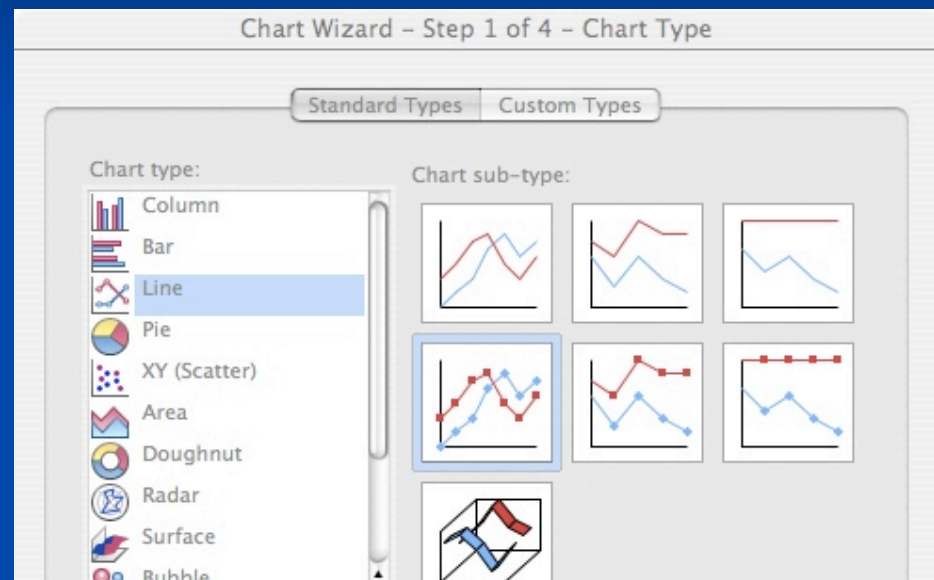 Chart Wizard – Step 1 of 4 – Chart Type
Standard Types Custom Types
Chart type:
Chart sub-type:
Column
Bar
Line
Pie
XY (Scatter)
Area
Doughnut
Radar
Surface
Bubble